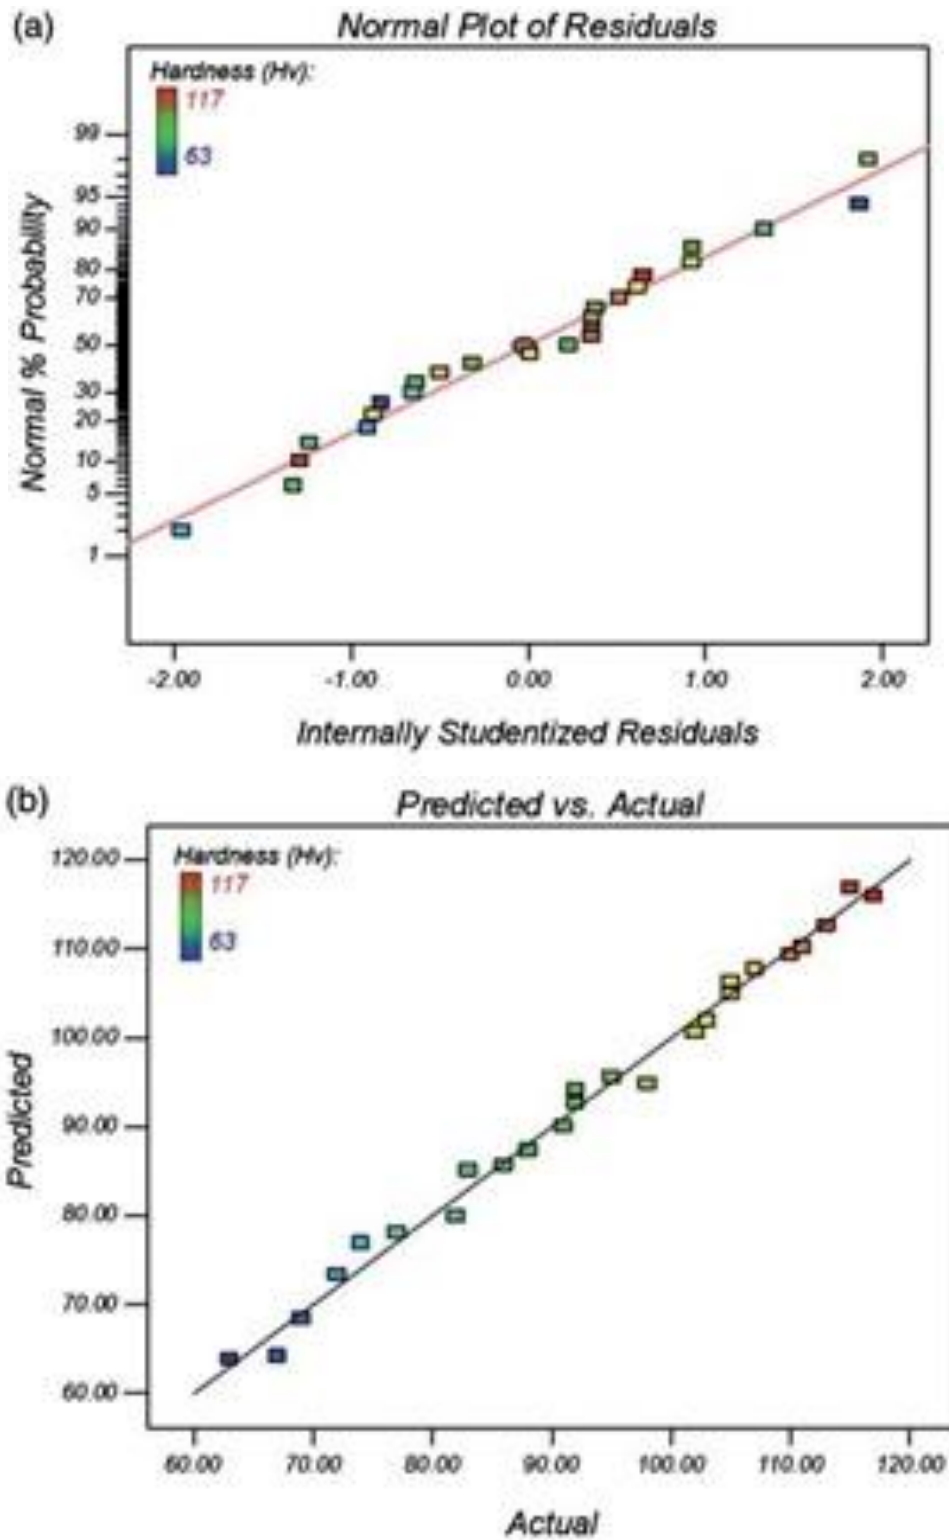 (a)
Normal Plot of Residuals
Hardness (Hv):
117
63
99
95
90
80
70
50
30
20
10
5
1
Normal % Probability
-2.00 -1.00 0.00 1.00 2.00
Internally Studentized Residuals
(b)
Predicted vs. Actual
Hardness (Hv):
117
63
120.00
110.00
100.00
90.00
80.00
70.00
60.00
Predicted
60.00 70.00 80.00 90.00 100.00 110.00 120.00
Actual